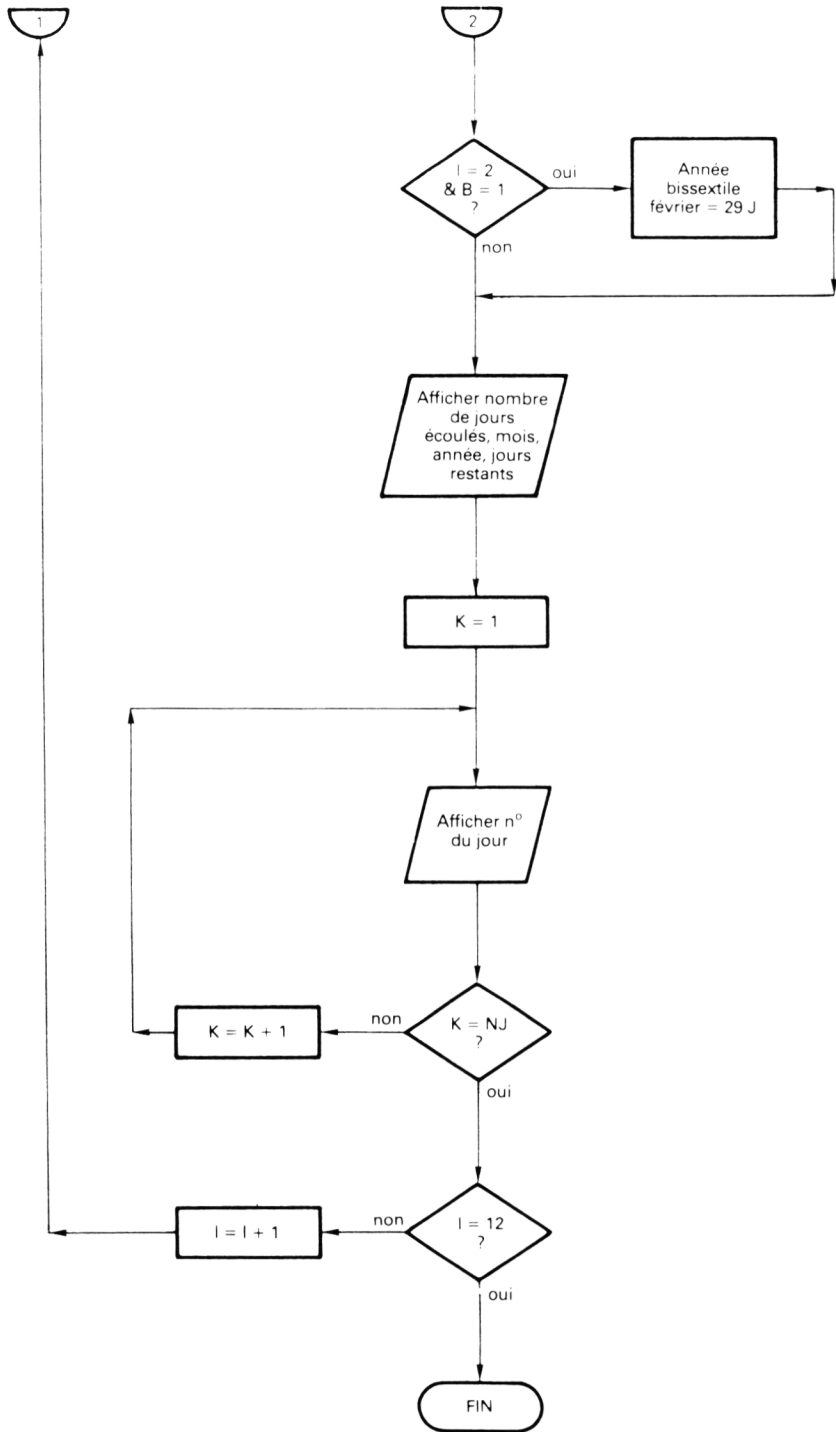 1
2
I = 2
& B = 1
?
oui
Année
bissextile
février = 29 J
non
Afficher nombre
de jours
écoulés, mois,
année, jours
restants
K = 1
Afficher nº
du jour
K = K + 1
non
K = NJ
?
oui
I = I + 1
non
I = 12
?
oui
FIN